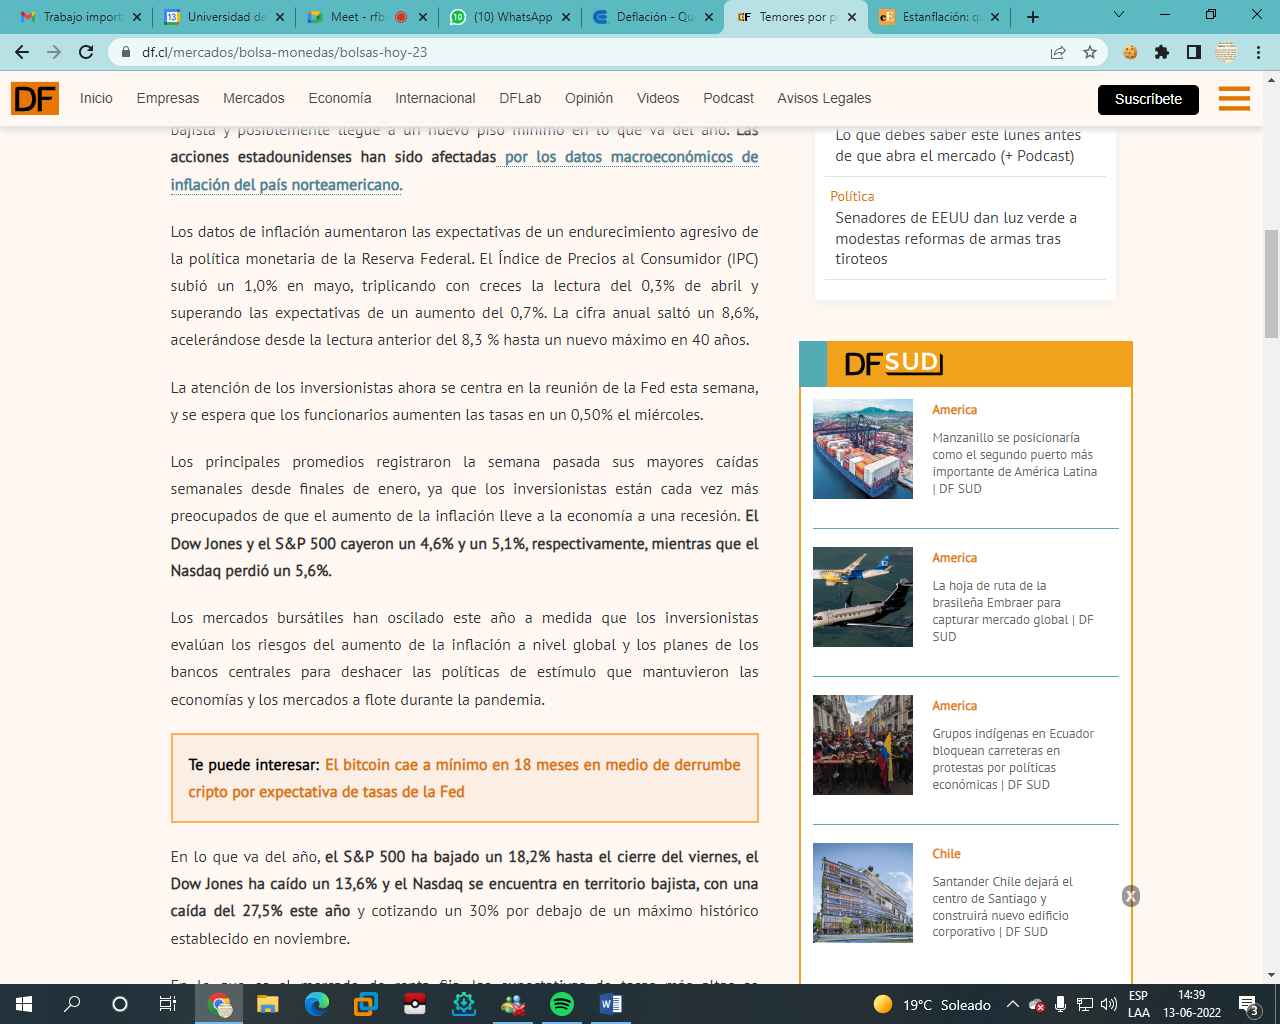 Trabajo import
Universidad de
Meet - rfb
(10) WhatsApp
Deflación - Qu
Temores por p
Estanflación: q
df.cl/mercados/bolsa-monedas/bolsas-hoy-23
DF
Inicio
Empresas
Mercados
Economía
Internacional
DFLab
Opinión
Videos
Podcast
Avisos Legales
Suscríbete
bajista y posiblemente llegue a un nuevo piso mínimo en lo que va del año. Las
acciones estadounidenses han sido afectadas por los datos macroeconómicos de
inflación del país norteamericano.
Los datos de inflación aumentaron las expectativas de un endurecimiento agresivo de
la política monetaria de la Reserva Federal. El Índice de Precios al Consumidor (IPC)
subió un 1,0% en mayo, triplicando con creces la lectura del 0,3% de abril y
superando las expectativas de un aumento del 0,7%. La cifra anual saltó un 8,6%,
acelerándose desde la lectura anterior del 8,3 % hasta un nuevo máximo en 40 años.
La atención de los inversionistas ahora se centra en la reunión de la Fed esta semana,
y se espera que los funcionarios aumenten las tasas en un 0,50% el miércoles.
Los principales promedios registraron la semana pasada sus mayores caídas
semanales desde finales de enero, ya que los inversionistas están cada vez más
preocupados de que el aumento de la inflación lleve a la economía a una recesión. El
Dow Jones y el S&P 500 cayeron un 4,6% y un 5,1%, respectivamente, mientras que el
Nasdaq perdió un 5,6%.
Los mercados bursátiles han oscilado este año a medida que los inversionistas
evalúan los riesgos del aumento de la inflación a nivel global y los planes de los
bancos centrales para deshacer las políticas de estímulo que mantuvieron las
economías y los mercados a flote durante la pandemia.
Te puede interesar: El bitcoin cae a mínimo en 18 meses en medio de derrumbe
cripto por expectativa de tasas de la Fed
En lo que va del año, el S&P 500 ha bajado un 18,2% hasta el cierre del viernes, el
Dow Jones ha caído un 13,6% y el Nasdaq se encuentra en territorio bajista, con una
caída del 27,5% este año y cotizando un 30% por debajo de un máximo histórico
establecido en noviembre.
Lo que debes saber este lunes antes
de que abra el mercado (+ Podcast)
Política
Senadores de EEUU dan luz verde a
modestas reformas de armas tras
tiroteos
DF SUD
America
Manzanillo se posicionaría
como el segundo puerto más
importante de América Latina
| DF SUD
America
La hoja de ruta de la
brasileña Embraer para
capturar mercado global | DF
SUD
America
Grupos indígenas en Ecuador
bloquean carreteras en
protestas por políticas
económicas | DF SUD
Chile
Santander Chile dejará el
centro de Santiago y
construirá nuevo edificio
corporativo | DF SUD
X
19°C Soleado
ESP
LAA
14:39
13-06-2022
3